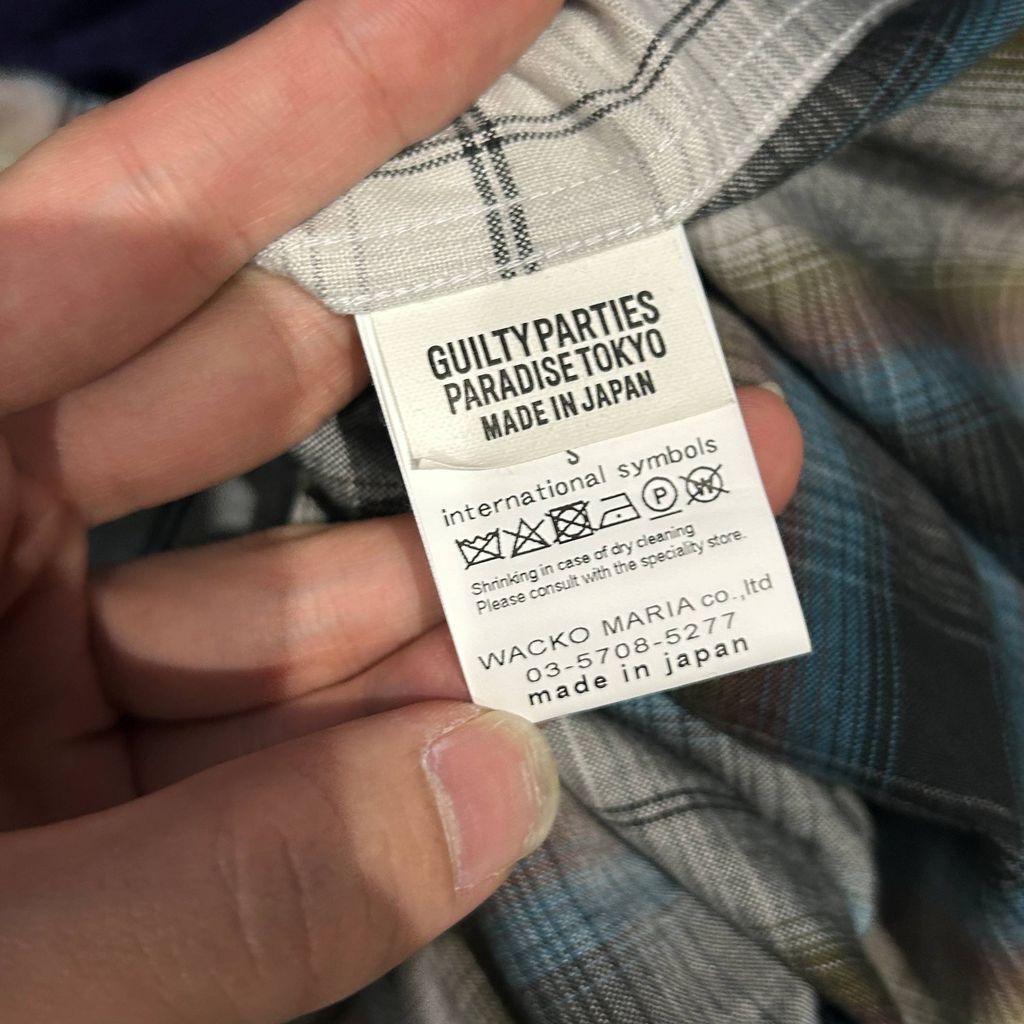 GUILTY PARTIES
PARADISE TOKYO
MADE IN JAPAN
S
international symbols
P W
Shrinking in case of dry cleaning
Please consult with the speciality store.
WACKO MARIA co.,ltd
03-5708-5277
made in japan